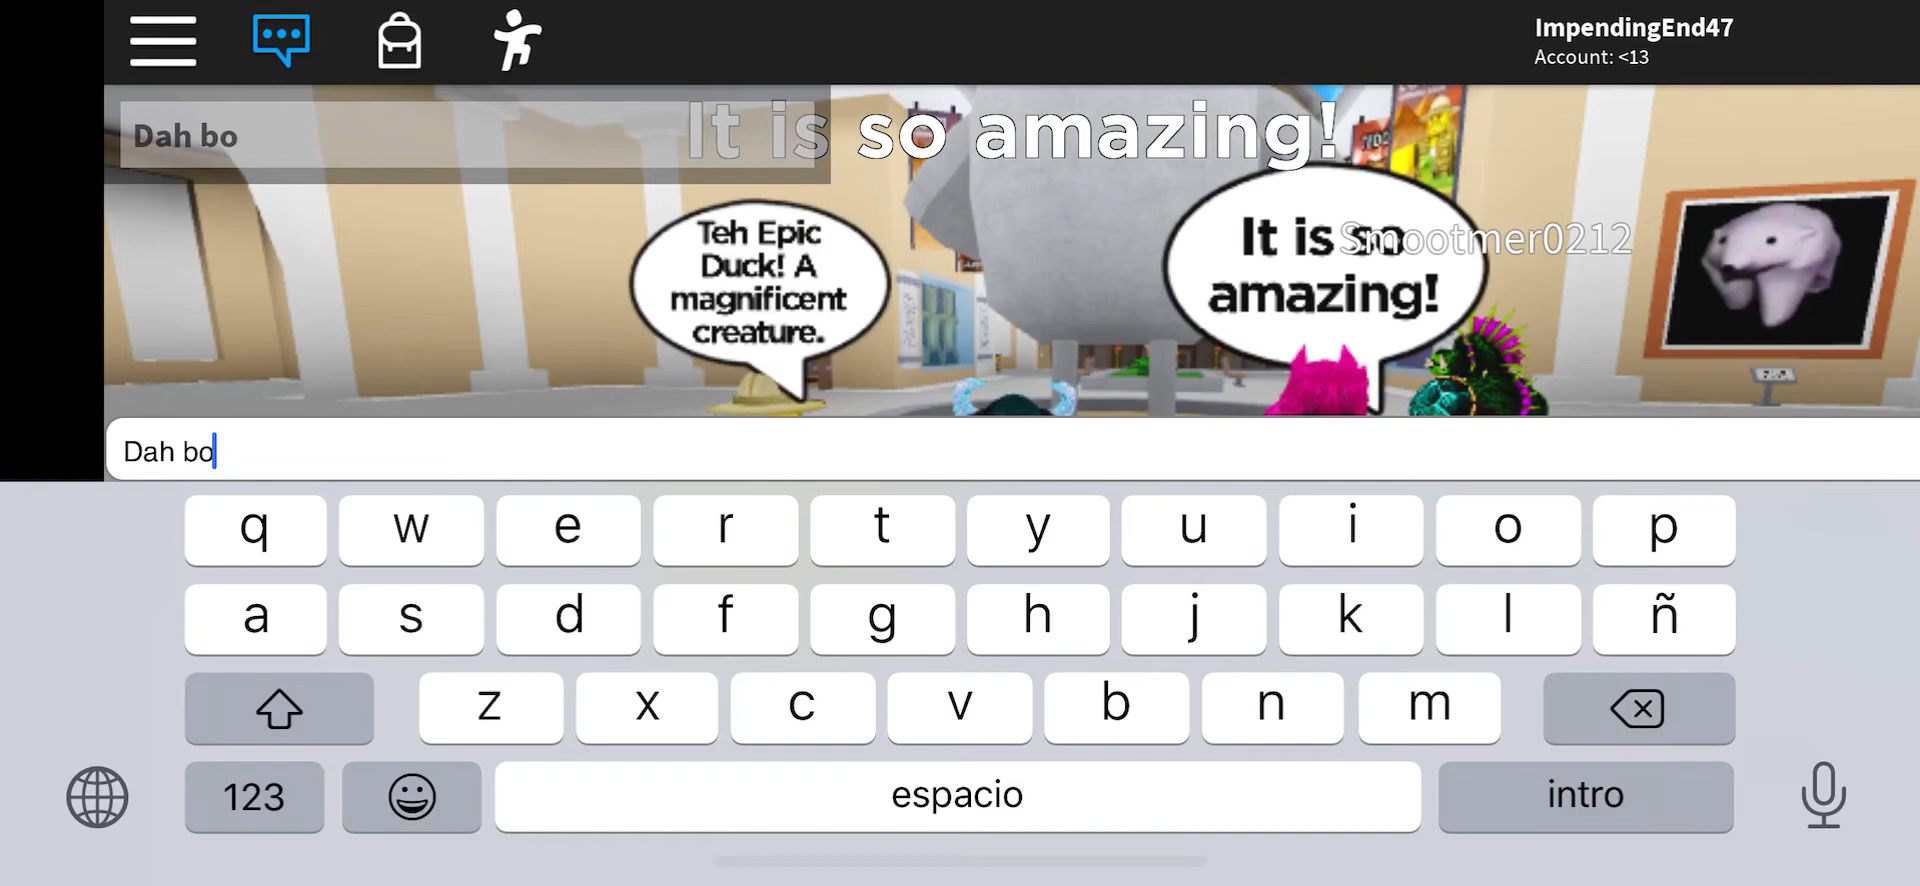 ImpendingEnd47
Account: <13
Dah bo
It is so amazing!
Teh Epic
Duck! A
magnificent
creature.
It is so
amazing!
Smootmer0212
Dah bo
q w e r t y u i o p
a s d f g h j k l ñ
z x c v b n m
123 espacio intro